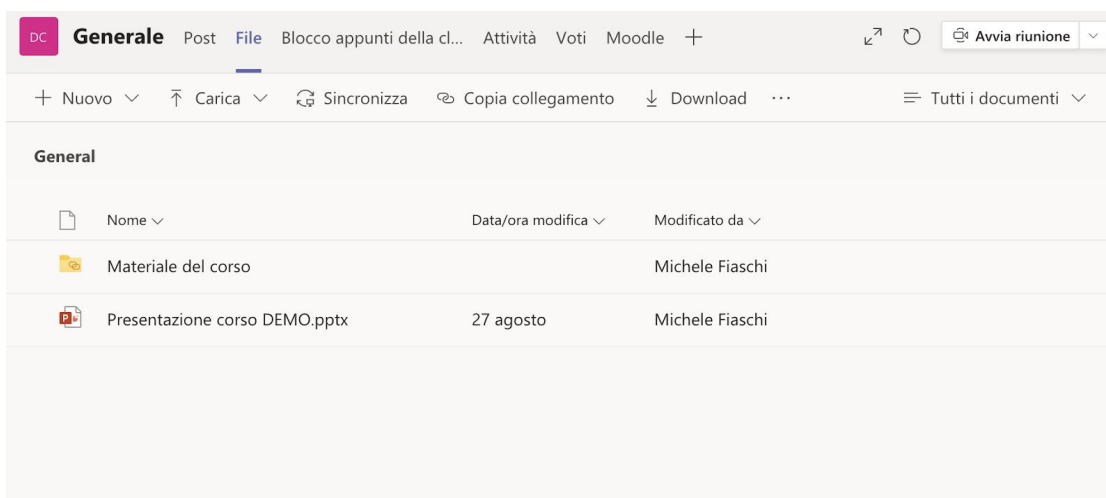 DC Generale Post File Blocco appunti della cl... Attività Voti Moodle + Avvia riunione
+ Nuovo Carica Sincronizza Copia collegamento Download ... Tutti i documenti
General
Nome Data/ora modifica Modificato da
Materiale del corso Michele Fiaschi
P Presentazione corso DEMO.pptx 27 agosto Michele Fiaschi